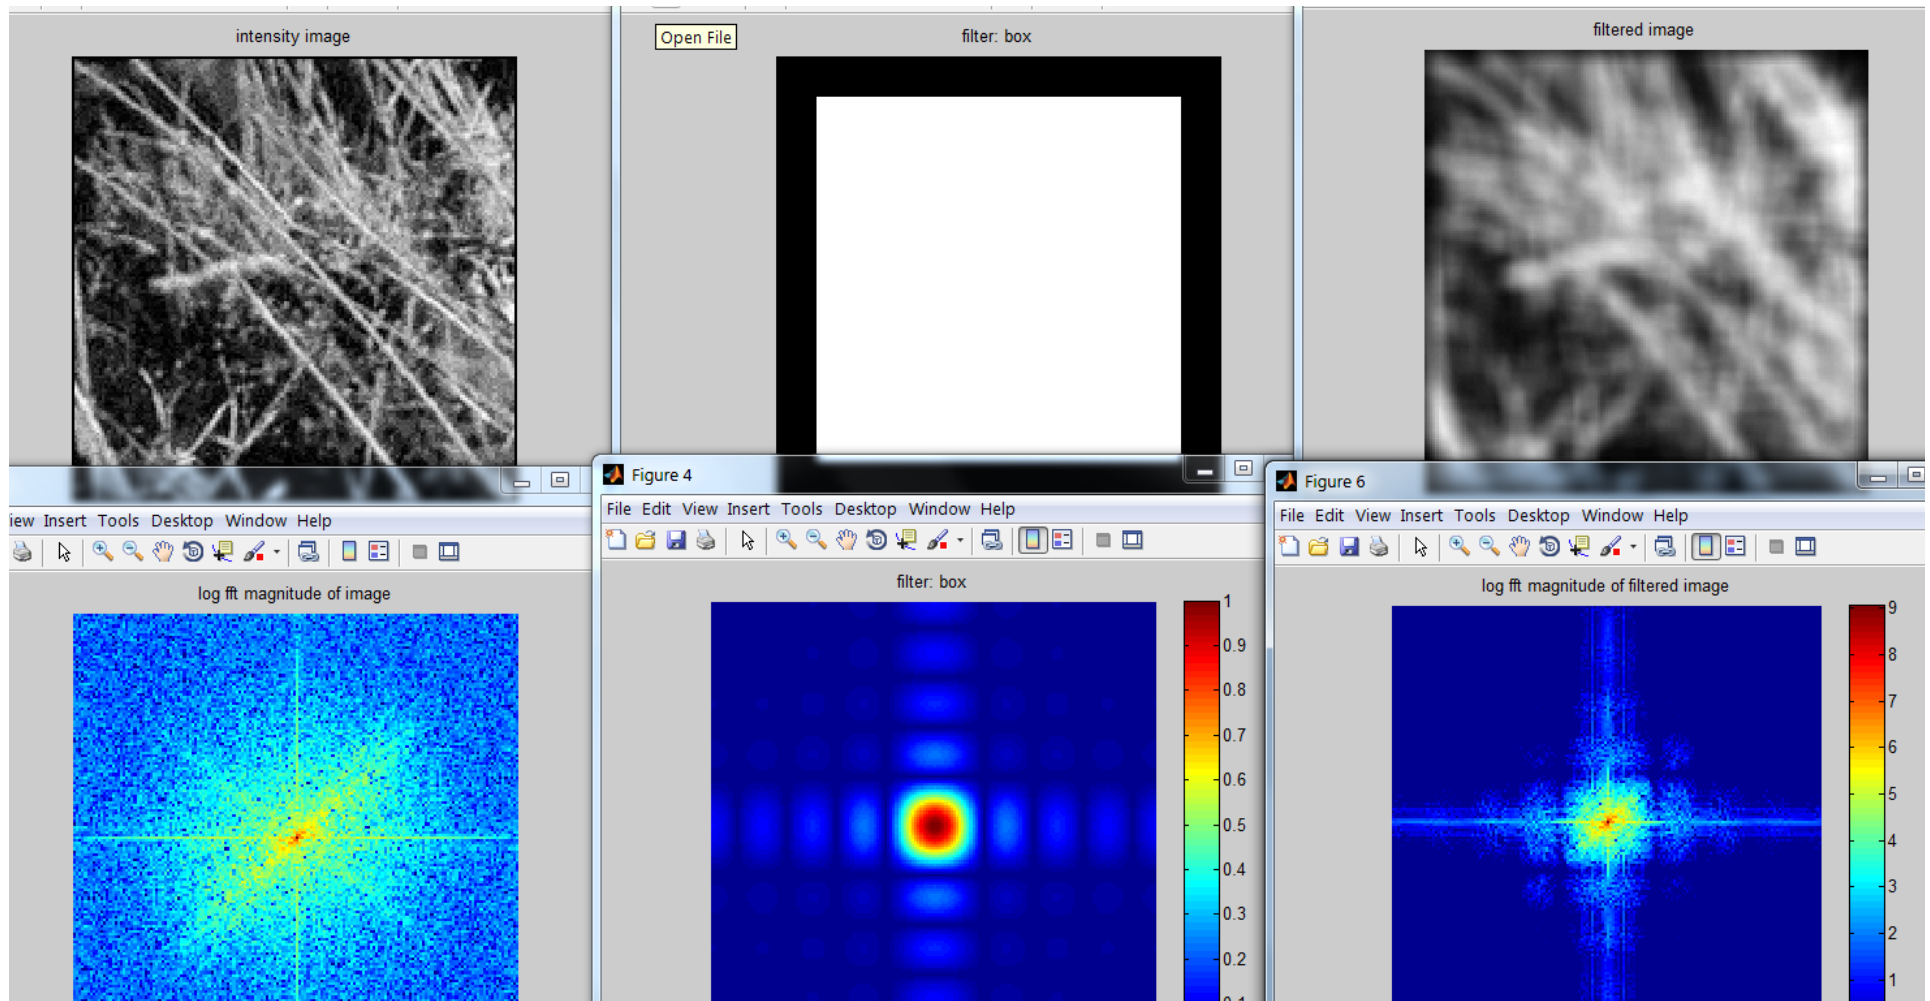 intensity image
Open File
filter: box
filtered image
Figure 4
Figure 6
File Edit View Insert Tools Desktop Window Help
File Edit View Insert Tools Desktop Window Help
iew Insert Tools Desktop Window Help
log fft magnitude of image
filter: box
1
0.9
0.8
0.7
0.6
0.5
0.4
0.3
0.2
0.1
log fft magnitude of filtered image
9
8
7
6
5
4
3
2
1